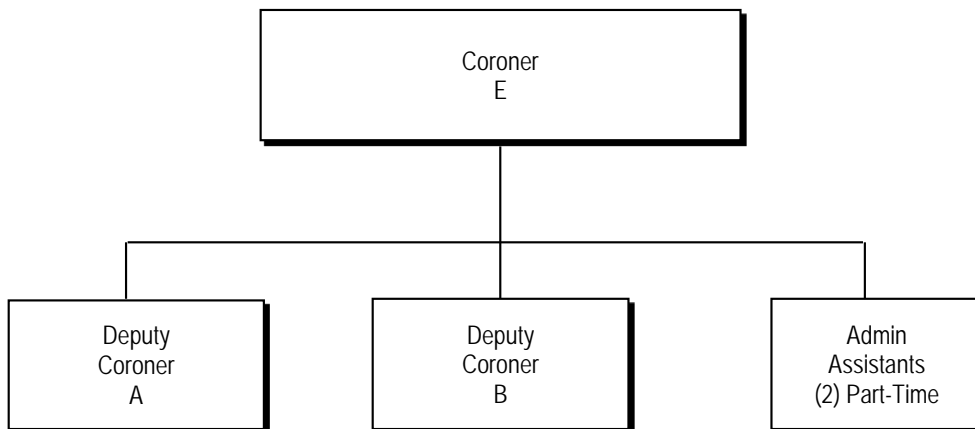 Coroner
E
Deputy
Coroner
A
Deputy
Coroner
B
Admin
Assistants
(2) Part-Time